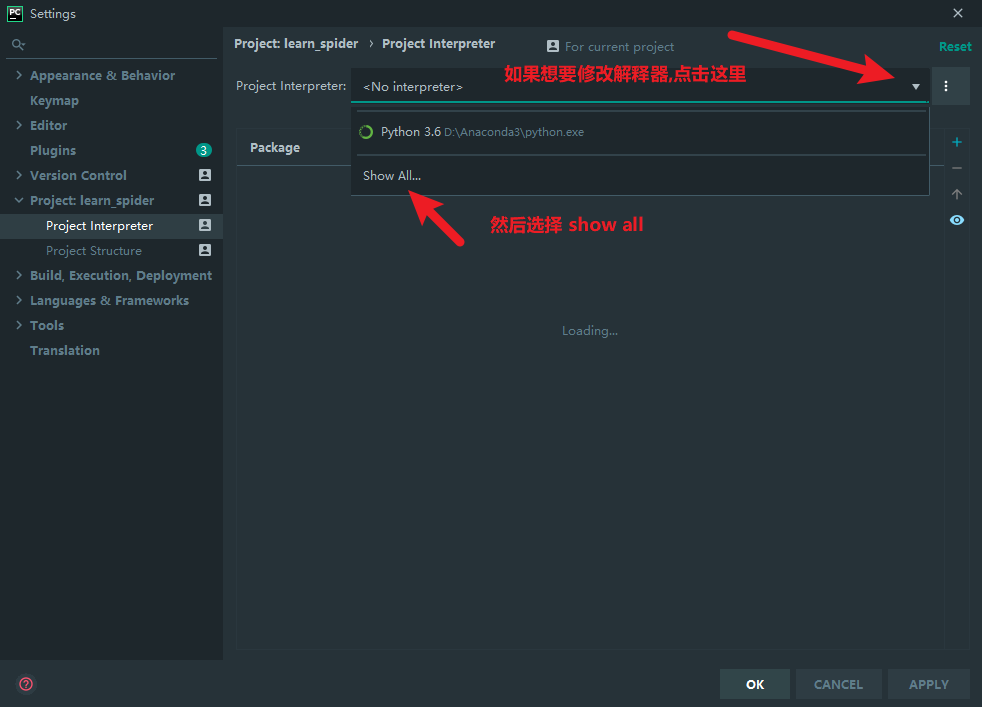 PC Settings
Project: learn_spider › Project Interpreter
For current project
Reset
如果想要修改解释器,点击这里
Project Interpreter:
<No interpreter>
Python 3.6 D:\Anaconda3\python.exe
Show All...
然后选择 show all
Package
Loading...
Appearance & Behavior
Keymap
Editor
Plugins
3
Version Control
Project: learn_spider
Project Interpreter
Project Structure
Build, Execution, Deployment
Languages & Frameworks
Tools
Translation
?
OK
CANCEL
APPLY